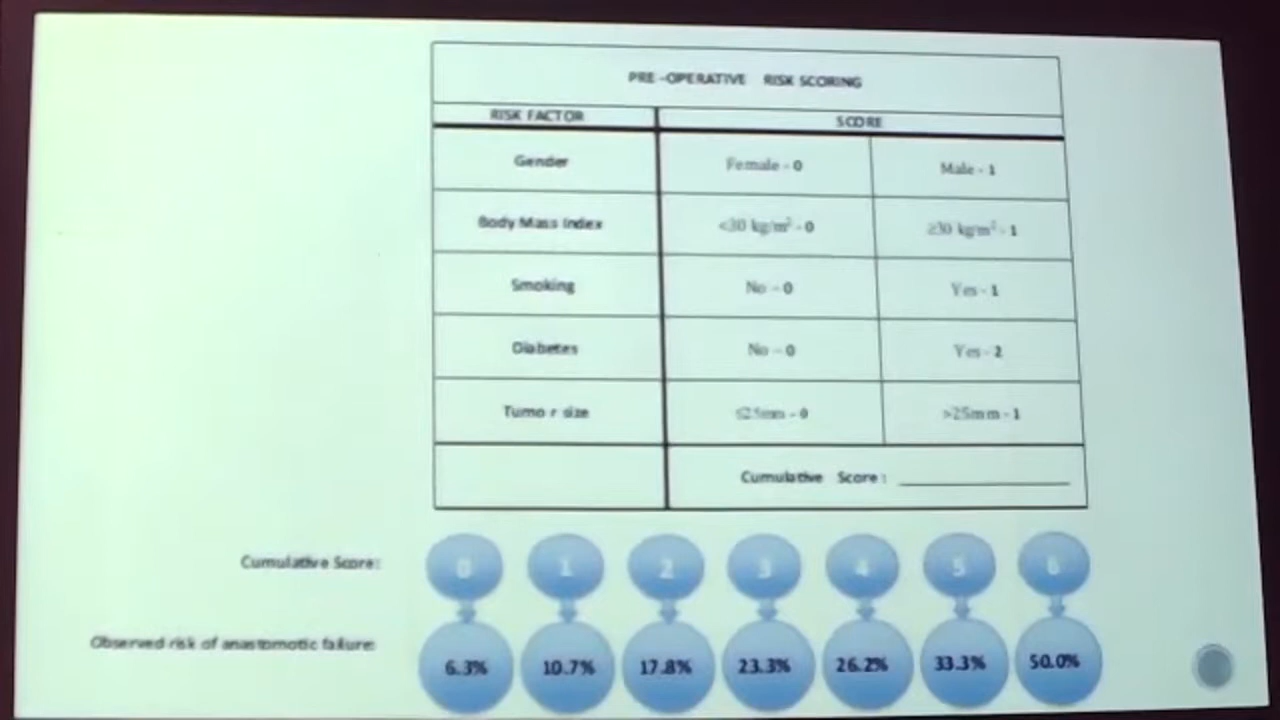 PRE-OPERATIVE RISK SCORING
RISK FACTOR SCORE
Gender Female - 0 Male - 1
Body Mass Index <30 kg/m² - 0 ≥30 kg/m² - 1
Smoking No - 0 Yes - 1
Diabetes No - 0 Yes - 2
Tumor size ≤25mm - 0 >25mm - 1
Cumulative Score:
Cumulative Score: 0 1 2 3 4 5 6
Observed risk of anastomotic failure: 6.3% 10.7% 17.8% 23.3% 26.2% 33.3% 50.0%